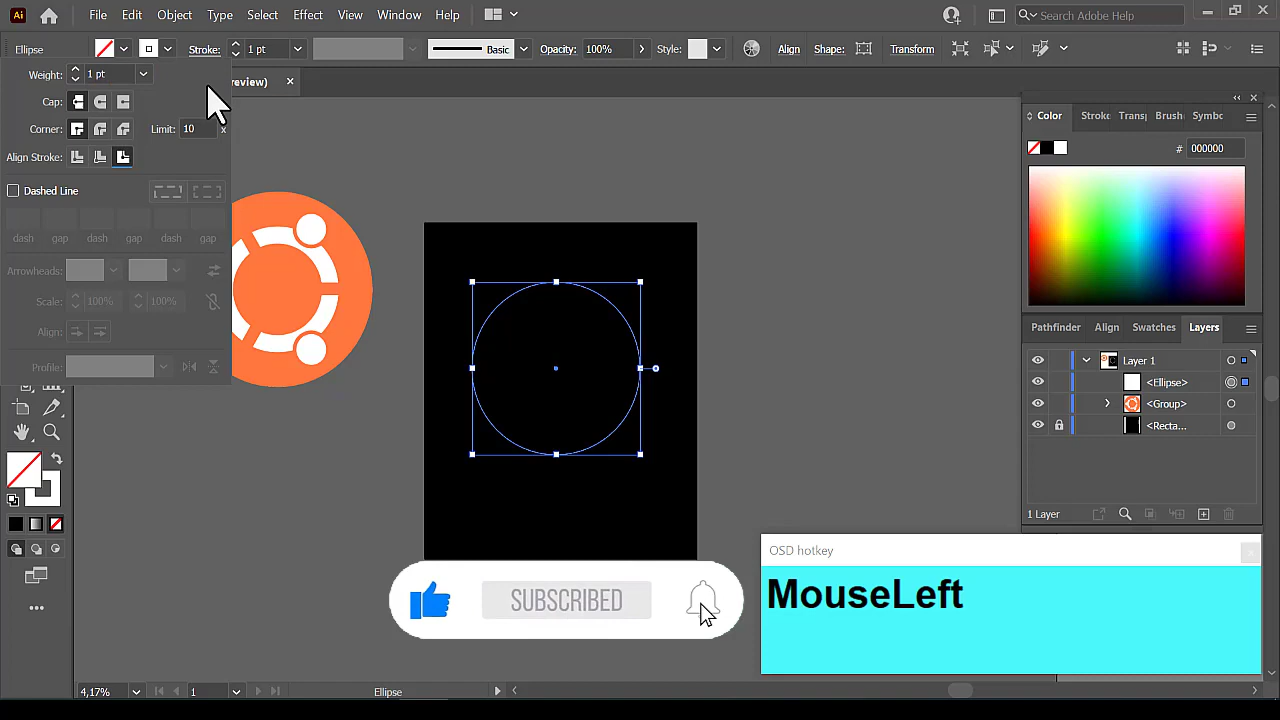 Ai File Edit Object Type Select Effect View Window Help Search Adobe Help
Ellipse Stroke: 1 pt Basic Opacity: 100% Style: Align Shape: Transform
Weight: 1 pt
review)
Cap:
Corner: Limit: 10 x
Align Stroke:
Dashed Line
dash gap dash gap dash gap
Arrowheads:
Scale: 100% 100%
Align:
Profile:
Color Stroke Transp Brush Symbo
# 000000
Pathfinder Align Swatches Layers
Layer 1
<Ellipse>
<Group>
<Recta...
1 Layer
OSD hotkey
MouseLeft
SUBSCRIBED
4,17% 1 Ellipse